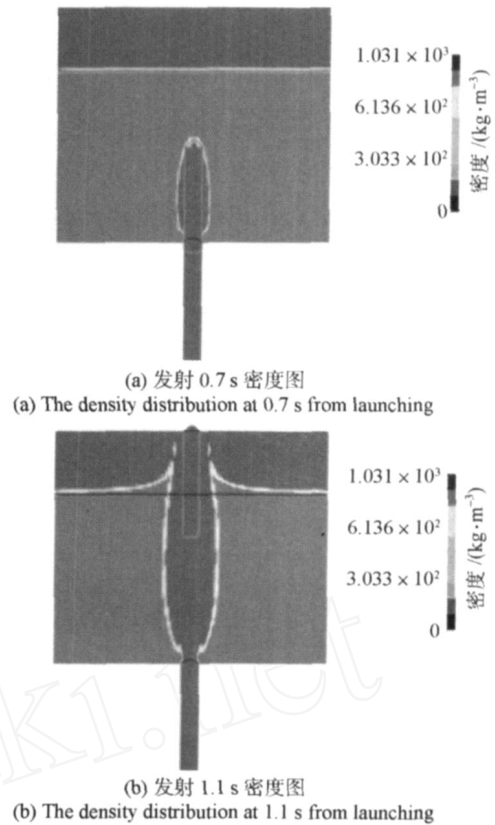 1.031 × 10³
6.136 × 10²
3.033 × 10²
0
密度 /(kg·m⁻³)
(a) 发射 0.7 s 密度图
(a) The density distribution at 0.7 s from launching
1.031 × 10³
6.136 × 10²
3.033 × 10²
0
密度 /(kg·m⁻³)
(b) 发射 1.1 s 密度图
(b) The density distribution at 1.1 s from launching
ki.net